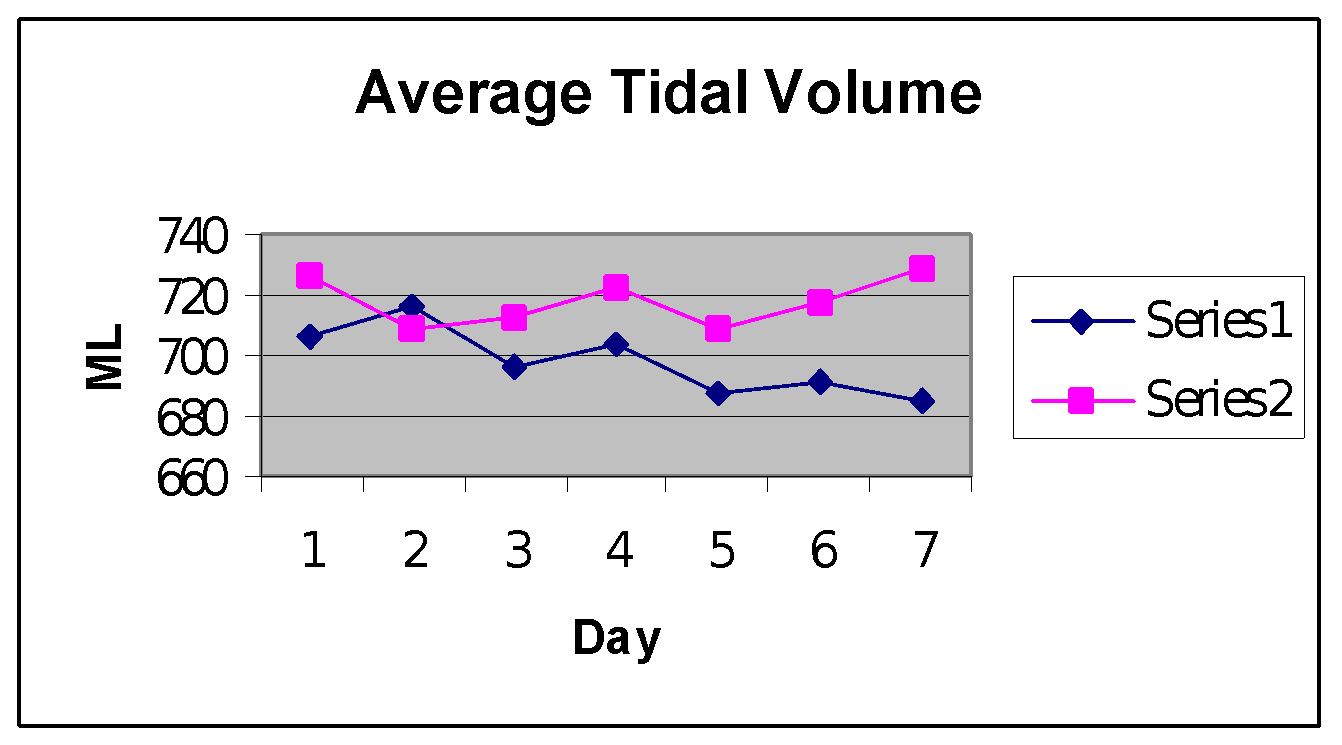 Average Tidal Volume
740
720
700
680
660
ML
1 2 3 4 5 6 7
Day
Series1
Series2